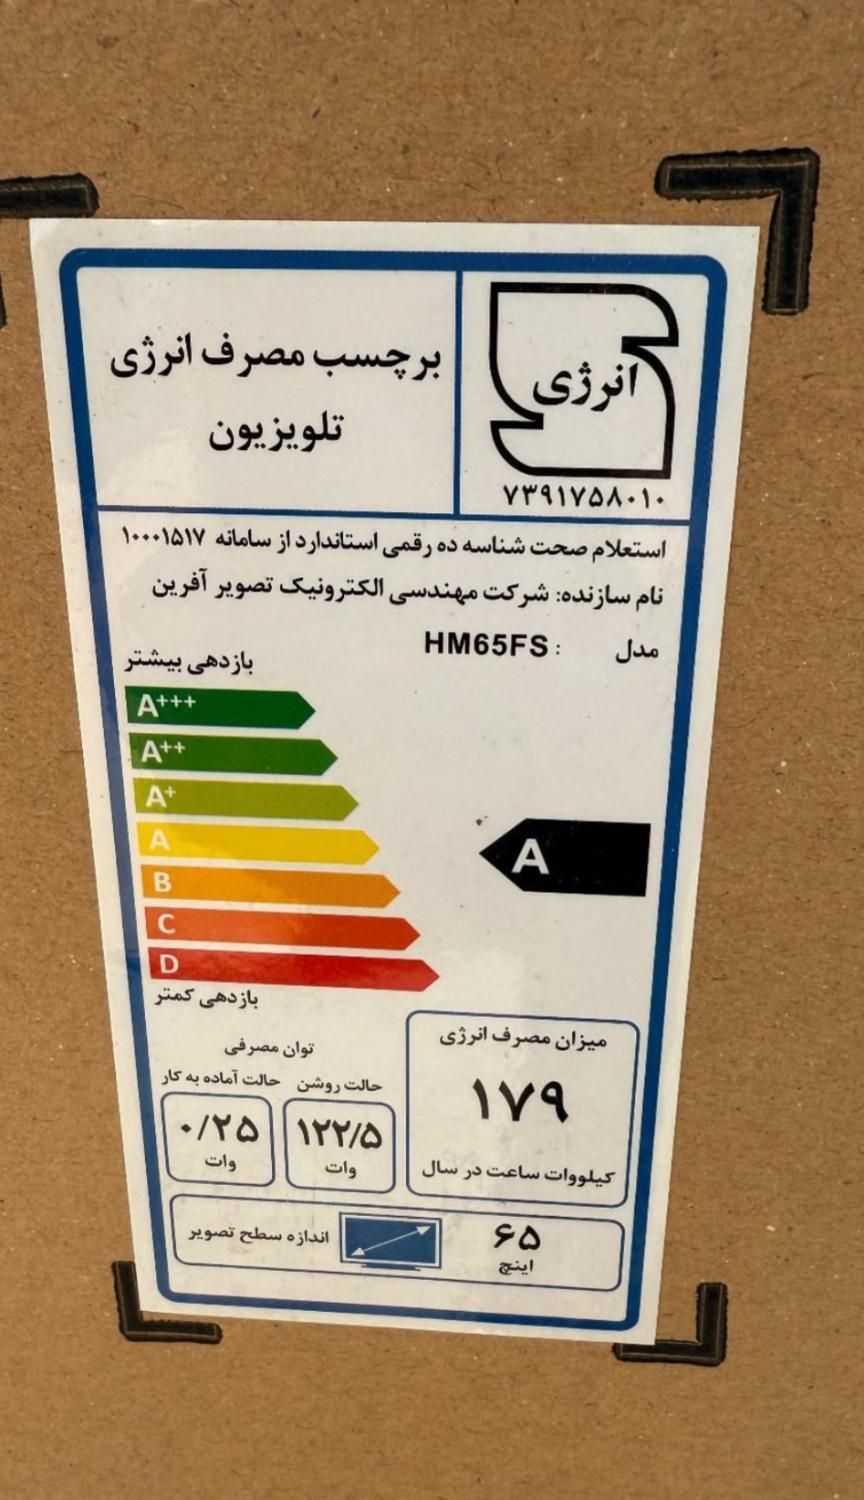 انرژی
۷۳۹۱۷۵۸۰۱۰
برچسب مصرف انرژی
تلویزیون
استعلام صحت شناسه ده رقمی استاندارد از سامانه ۱۰۰۰۱۵۱۷
نام سازنده: شرکت مهندسی الکترونیک تصویر آفرین
مدل : HM65FS
بازدهی بیشتر
A+++
A++
A+
A
A
B
C
D
بازدهی کمتر
میزان مصرف انرژی
۱۷۹
کیلووات ساعت در سال
توان مصرفی
حالت روشن
۱۲۲/۵
وات
حالت آماده به کار
۰/۲۵
وات
۶۵
اینچ
اندازه سطح تصویر